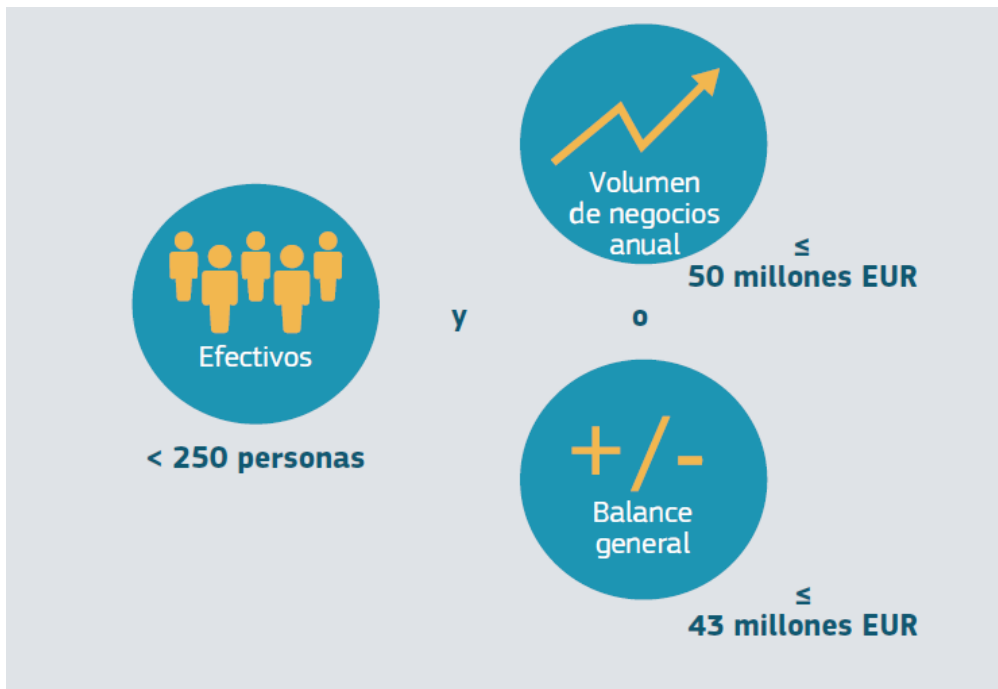 Efectivos
< 250 personas
y
Volumen
de negocios
anual
≤
50 millones EUR
o
+/-
Balance
general
≤
43 millones EUR